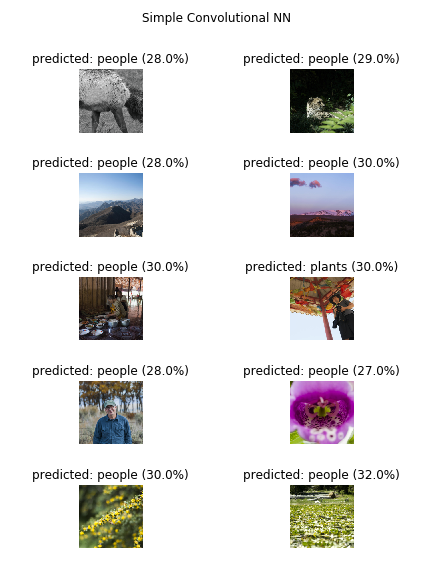 Simple Convolutional NN
predicted: people (28.0%)
predicted: people (29.0%)
predicted: people (28.0%)
predicted: people (30.0%)
predicted: people (30.0%)
predicted: plants (30.0%)
predicted: people (28.0%)
predicted: people (27.0%)
predicted: people (30.0%)
predicted: people (32.0%)